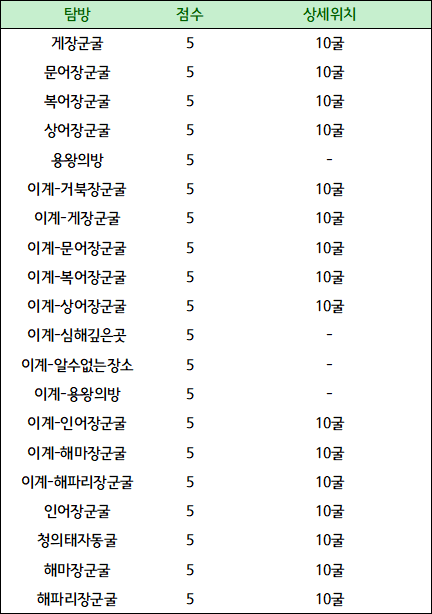 탐방 점수 상세위치
게장군굴 5 10굴
문어장군굴 5 10굴
복어장군굴 5 10굴
상어장군굴 5 10굴
용왕의방 5 -
이계-거북장군굴 5 10굴
이계-게장군굴 5 10굴
이계-문어장군굴 5 10굴
이계-복어장군굴 5 10굴
이계-상어장군굴 5 10굴
이계-심해깊은곳 5 -
이계-알수없는장소 5 -
이계-용왕의방 5 -
이계-인어장군굴 5 10굴
이계-해마장군굴 5 10굴
이계-해파리장군굴 5 10굴
인어장군굴 5 10굴
청의태자동굴 5 10굴
해마장군굴 5 10굴
해파리장군굴 5 10굴